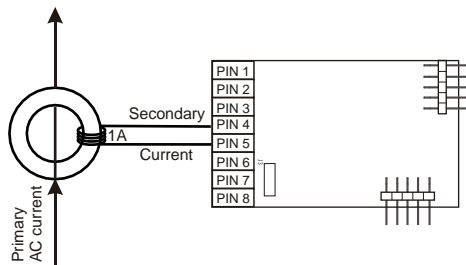 PIN 1
PIN 2
PIN 3
Secondary
PIN 4
1A
PIN 5
Current
PIN 6
PIN 7
PIN 8
Primary
AC current